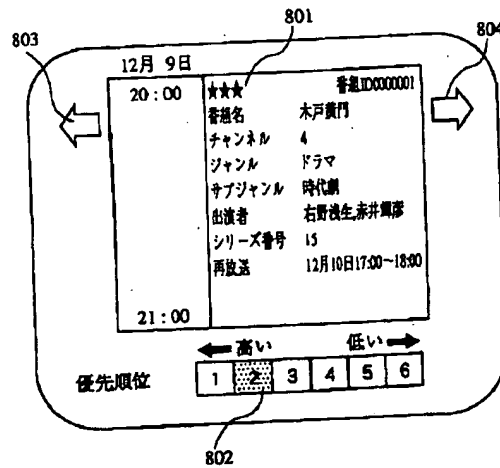 803
801
804
12月 9日
20：00
★★★ 番組ID0000001
番組名 木戸黄門
チャンネル 4
ジャンル ドラマ
サブジャンル 時代劇
出演者 右野浅生,赤井輝彦
シリーズ番号 15
再放送 12月10日17:00~18:00
21：00
高い 低い
優先順位 1 2 3 4 5 6
802